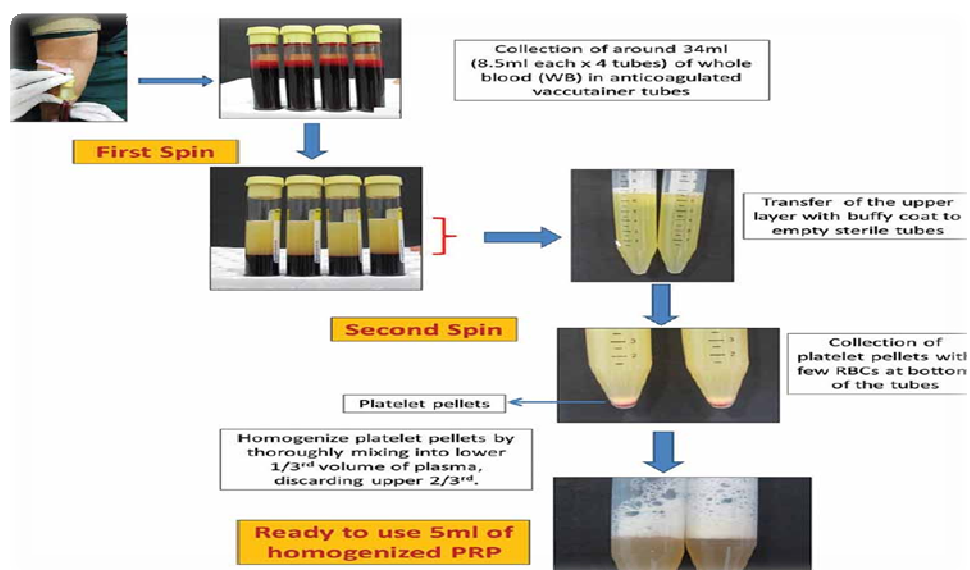 Collection of around 34ml
(8.5ml each x 4 tubes) of whole
blood (WB) in anticoagulated
vaccutainer tubes
First Spin
Transfer of the upper
layer with buffy coat to
empty sterile tubes
Second Spin
Collection of
platelet pellets with
few RBCs at bottom
of the tubes
Platelet pellets
Homogenize platelet pellets by
thoroughly mixing into lower
1/3rd volume of plasma,
discarding upper 2/3rd.
Ready to use 5ml of
homogenized PRP